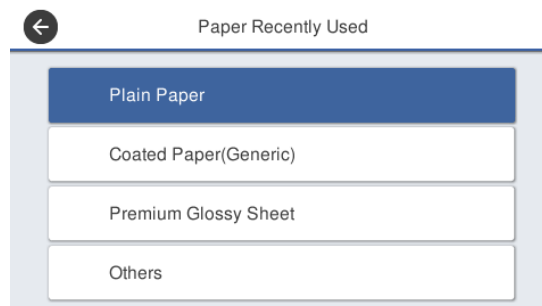 Paper Recently Used
Plain Paper
Coated Paper(Generic)
Premium Glossy Sheet
Others